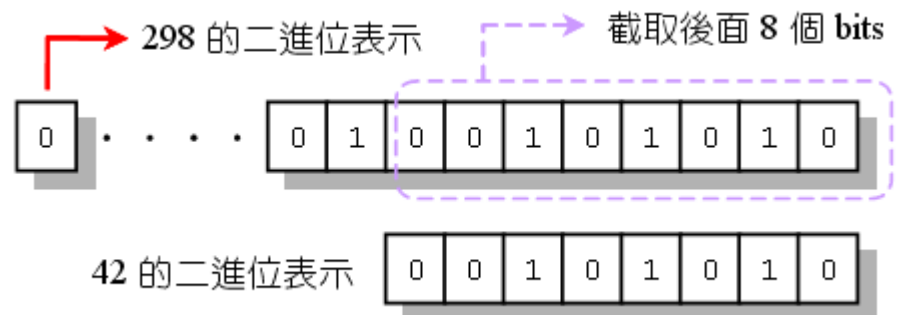 298 的二進位表示
截取後面 8 個 bits
0 · · · · 0 1 0 0 1 0 1 0 1 0
42 的二進位表示 0 0 1 0 1 0 1 0